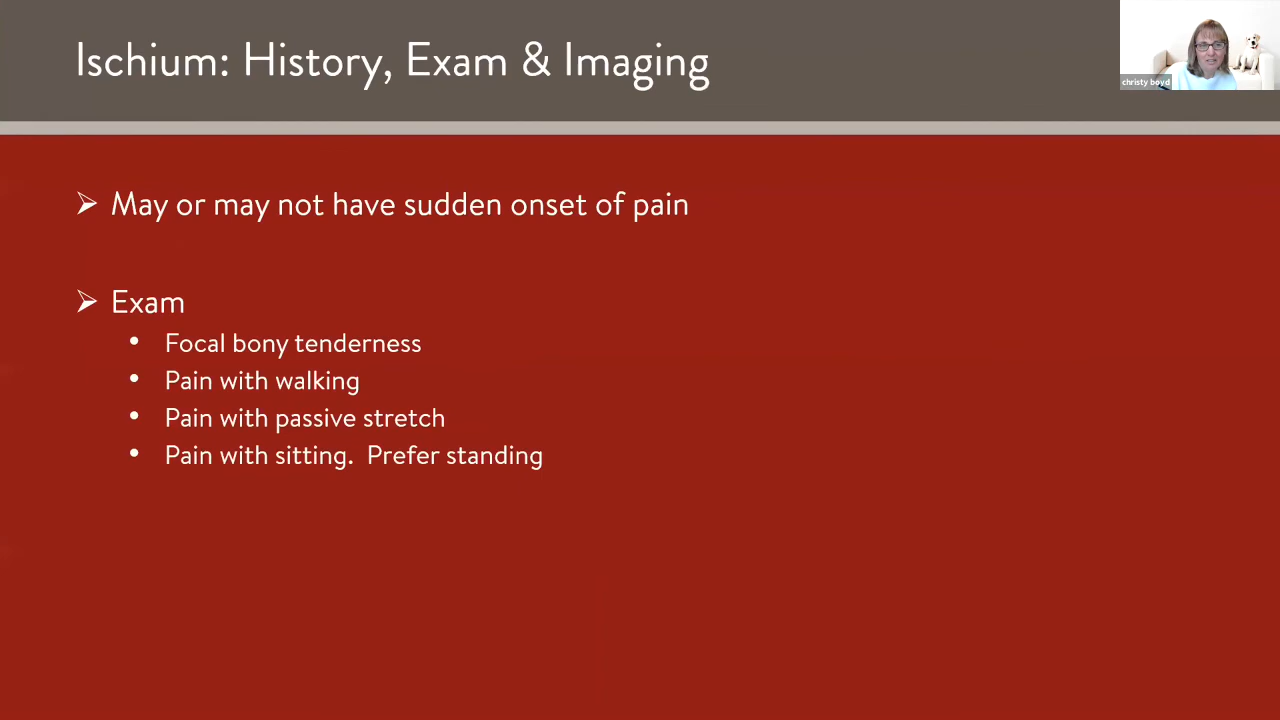 Ischium: History, Exam & Imaging
christy boyd
➢ May or may not have sudden onset of pain
➢ Exam
• Focal bony tenderness
• Pain with walking
• Pain with passive stretch
• Pain with sitting.  Prefer standing